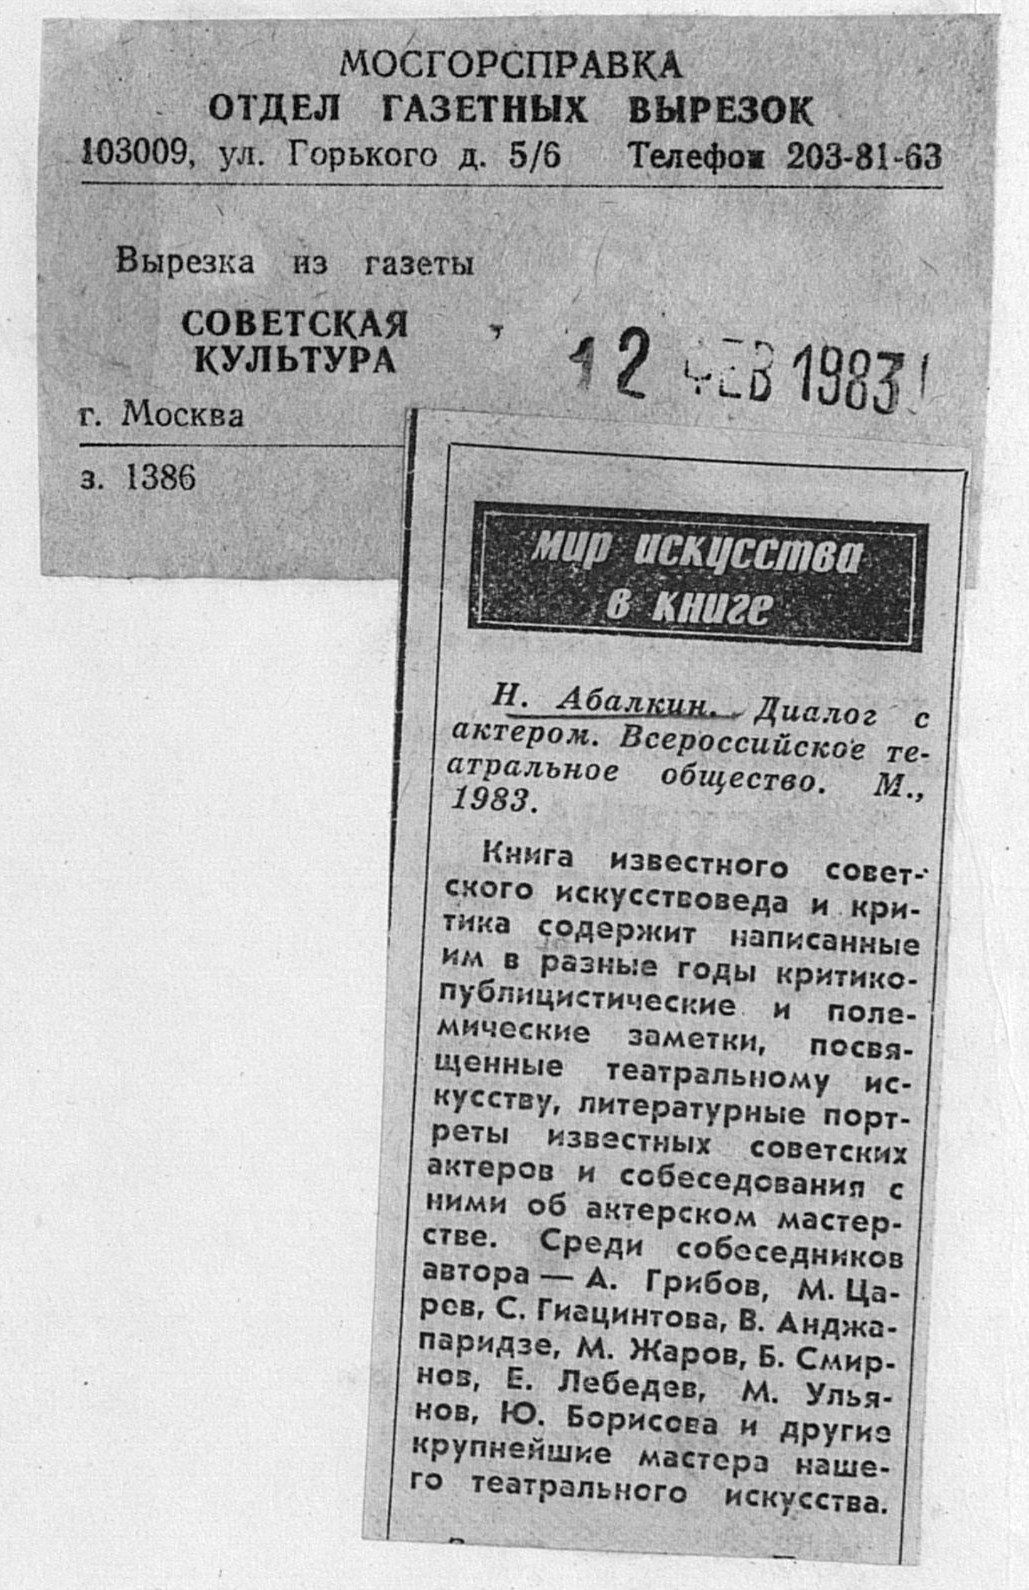 МОСГОРСПРАВКА
ОТДЕЛ ГАЗЕТНЫХ ВЫРЕЗОК
103009, ул. Горького д. 5/6 Телефон 203-81-63
Вырезка из газеты
СОВЕТСКАЯ
КУЛЬТУРА
12 ФЕВ 1983
г. Москва
з. 1386
мир искусства
в книге
Н. Абалкин. Диалог с
актером. Всероссийское те-
атральное общество. М.,
1983.
Книга известного совет-
ского искусствоведа и кри-
тика содержит написанные
им в разные годы критико-
публицистические и поле-
мические заметки, посвя-
щенные театральному ис-
кусству, литературные порт-
реты известных советских
актеров и собеседования с
ними об актерском мастер-
стве. Среди собеседников
автора — А. Грибов, М. Ца-
рев, С. Гиацинтова, В. Анджа-
паридзе, М. Жаров, Б. Смир-
нов, Е. Лебедев, М. Улья-
нов, Ю. Борисова и другие
крупнейшие мастера наше-
го театрального искусства.